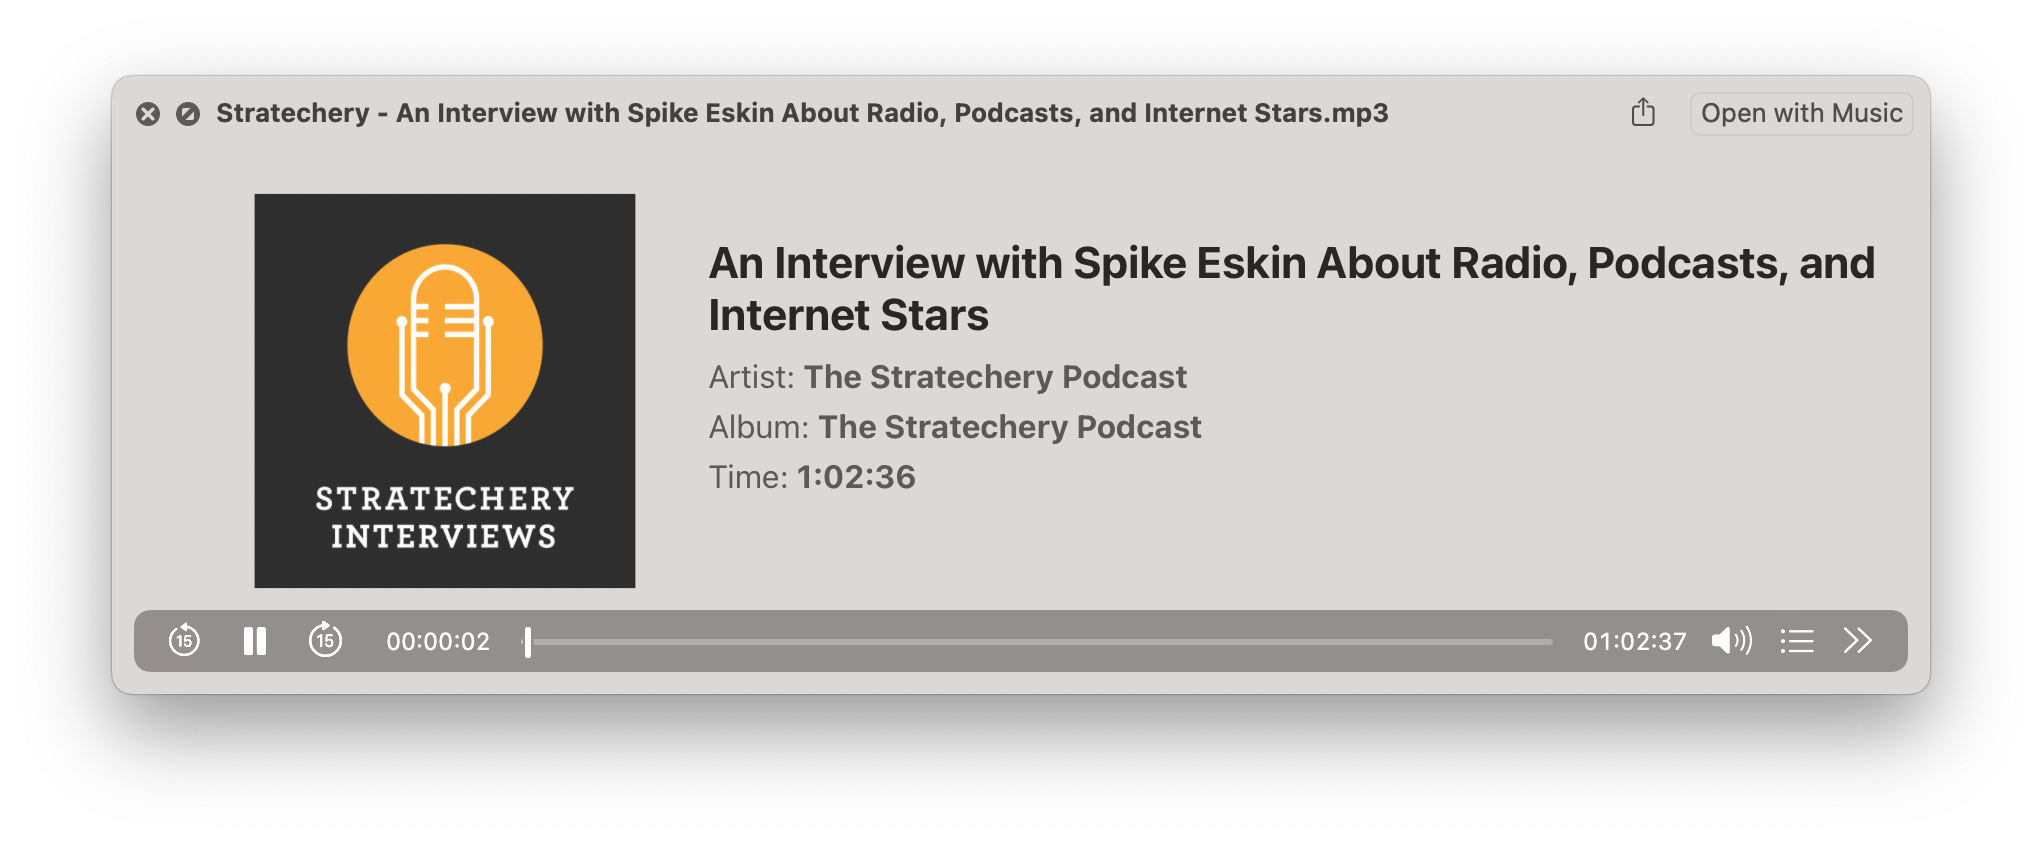 Stratechery - An Interview with Spike Eskin About Radio, Podcasts, and Internet Stars.mp3
Open with Music
An Interview with Spike Eskin About Radio, Podcasts, and
Internet Stars
Artist: The Stratechery Podcast
Album: The Stratechery Podcast
Time: 1:02:36
STRATECHERY
INTERVIEWS
15
15
00:00:02
01:02:37